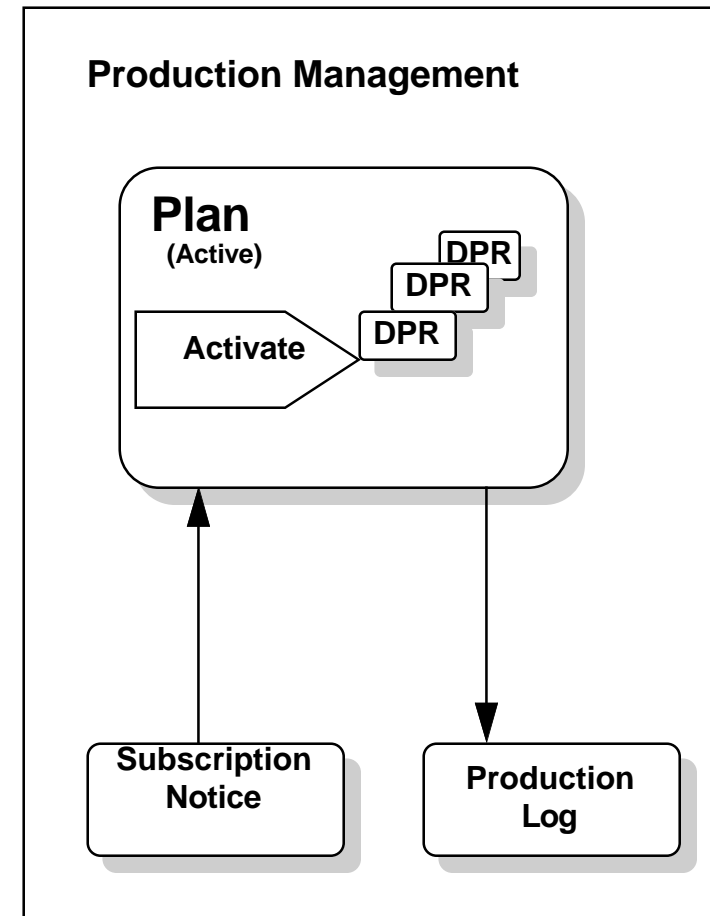 Production Management
Plan
(Active)
DPR
DPR
DPR
Activate
Subscription
Notice
Production
Log